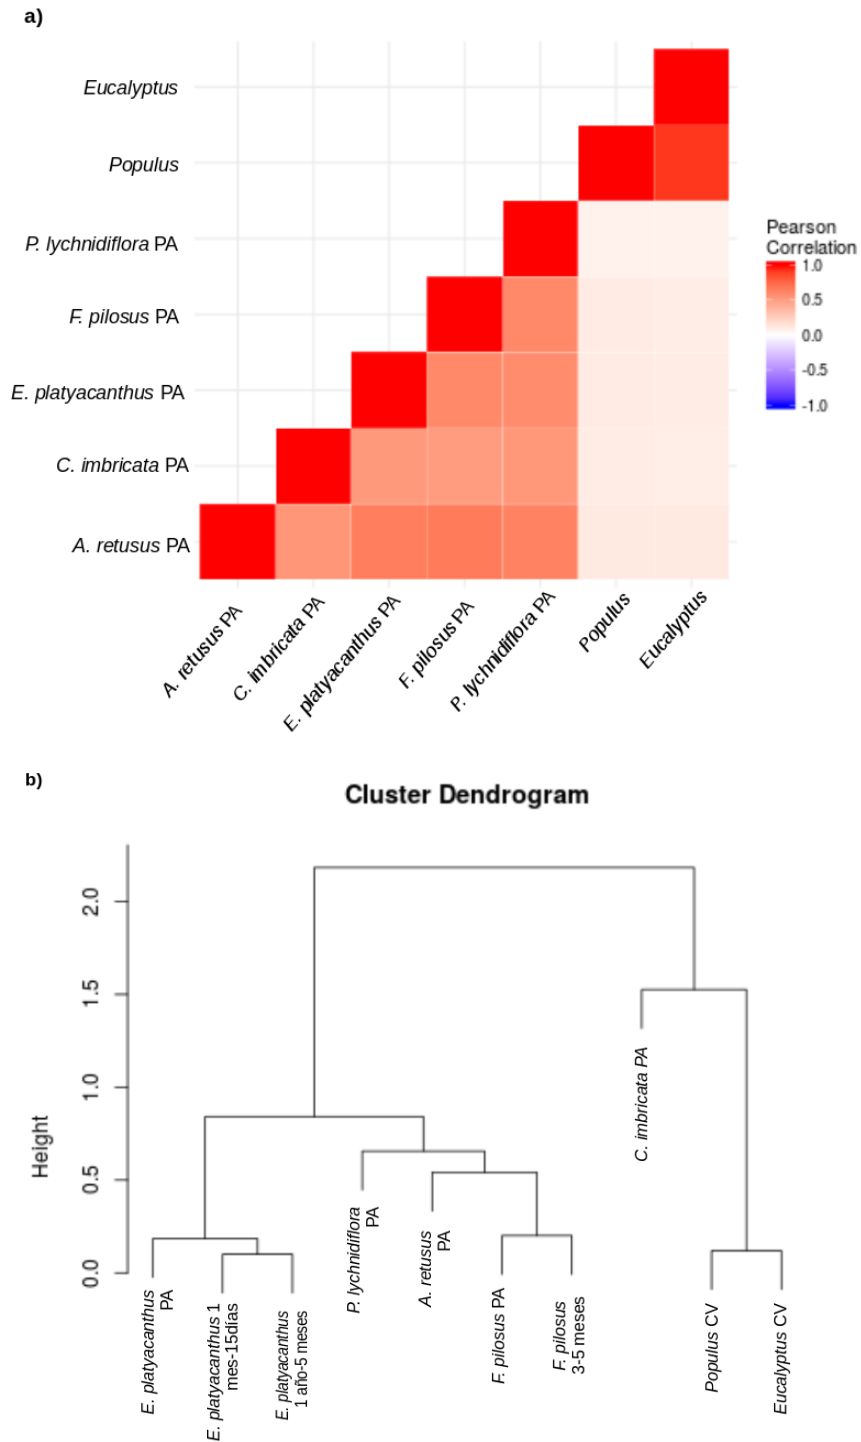 a)
Eucalyptus
Populus
P. lychnidiflora PA
F. pilosus PA
E. platyacanthus PA
C. imbricata PA
A. retusus PA
Pearson
Correlation
1.0
0.5
0.0
-0.5
-1.0
A. retusus PA
C. imbricata PA
E. platyacanthus PA
F. pilosus PA
P. lychnidiflora PA
Populus
Eucalyptus
b)
Cluster Dendrogram
Height
2.0
1.5
1.0
0.5
0.0
E. platyacanthus
PA
E. platyacanthus 1
mes-15días
E. platyacanthus
1 año-5 meses
P. lychnidiflora
PA
A. retusus
PA
F. pilosus PA
F. pilosus
3-5 meses
C. imbricata PA
Populus CV
Eucalyptus CV